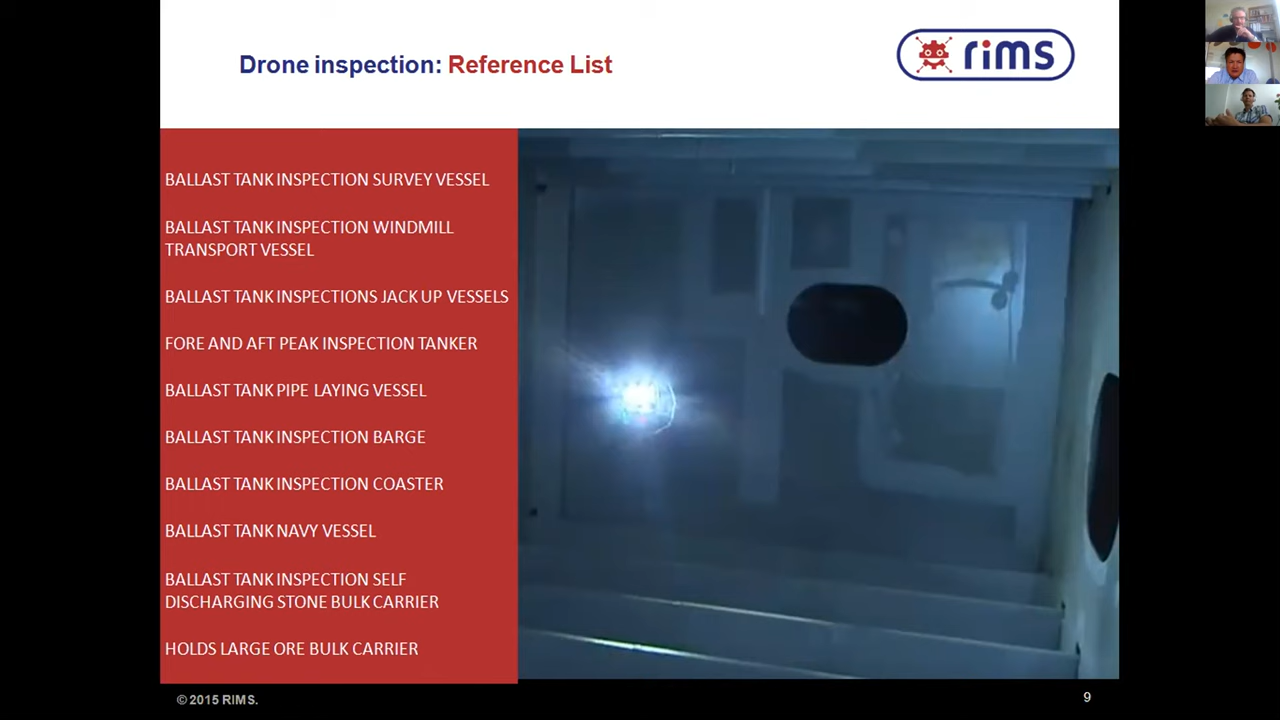 Drone inspection: Reference List
rims
BALLAST TANK INSPECTION SURVEY VESSEL
BALLAST TANK INSPECTION WINDMILL
TRANSPORT VESSEL
BALLAST TANK INSPECTIONS JACK UP VESSELS
FORE AND AFT PEAK INSPECTION TANKER
BALLAST TANK PIPE LAYING VESSEL
BALLAST TANK INSPECTION BARGE
BALLAST TANK INSPECTION COASTER
BALLAST TANK NAVY VESSEL
BALLAST TANK INSPECTION SELF
DISCHARGING STONE BULK CARRIER
HOLDS LARGE ORE BULK CARRIER
© 2015 RIMS.
9